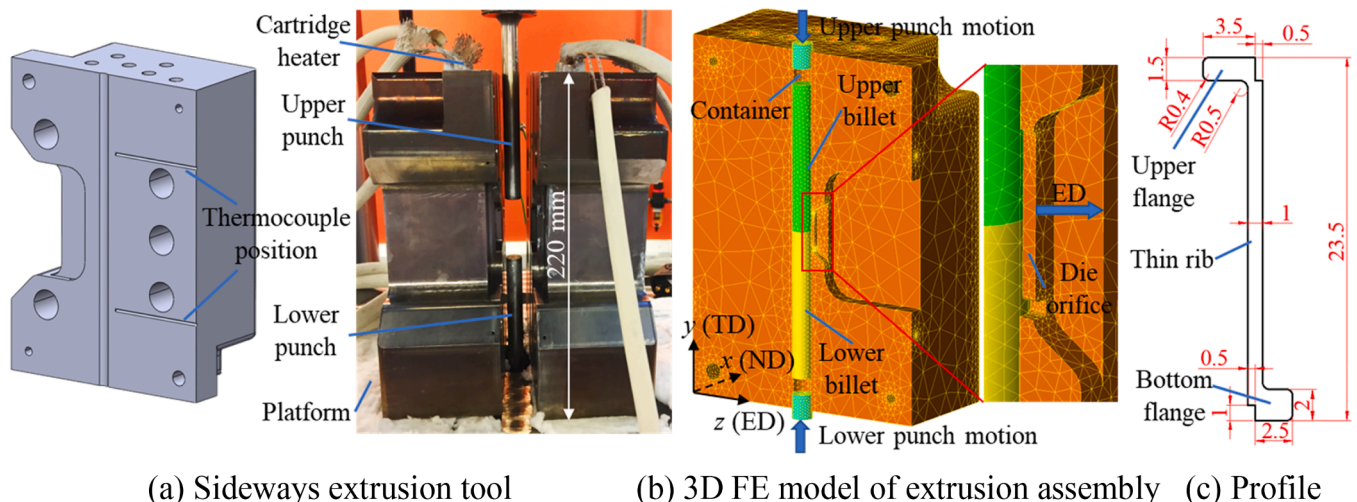 Cartridge
heater
Upper
punch
Thermocouple
position
Lower
punch
Platform
220 mm
(a) Sideways extrusion tool
Upper punch motion
Container
Upper
billet
ED
Die
orifice
y (TD)
x (ND)
z (ED)
Lower
billet
Lower punch motion
(b) 3D FE model of extrusion assembly
3.5
0.5
1.5
R0.4
R0.5
Upper
flange
1
23.5
Thin rib
0.5
Bottom
flange
1
2
2.5
(c) Profile